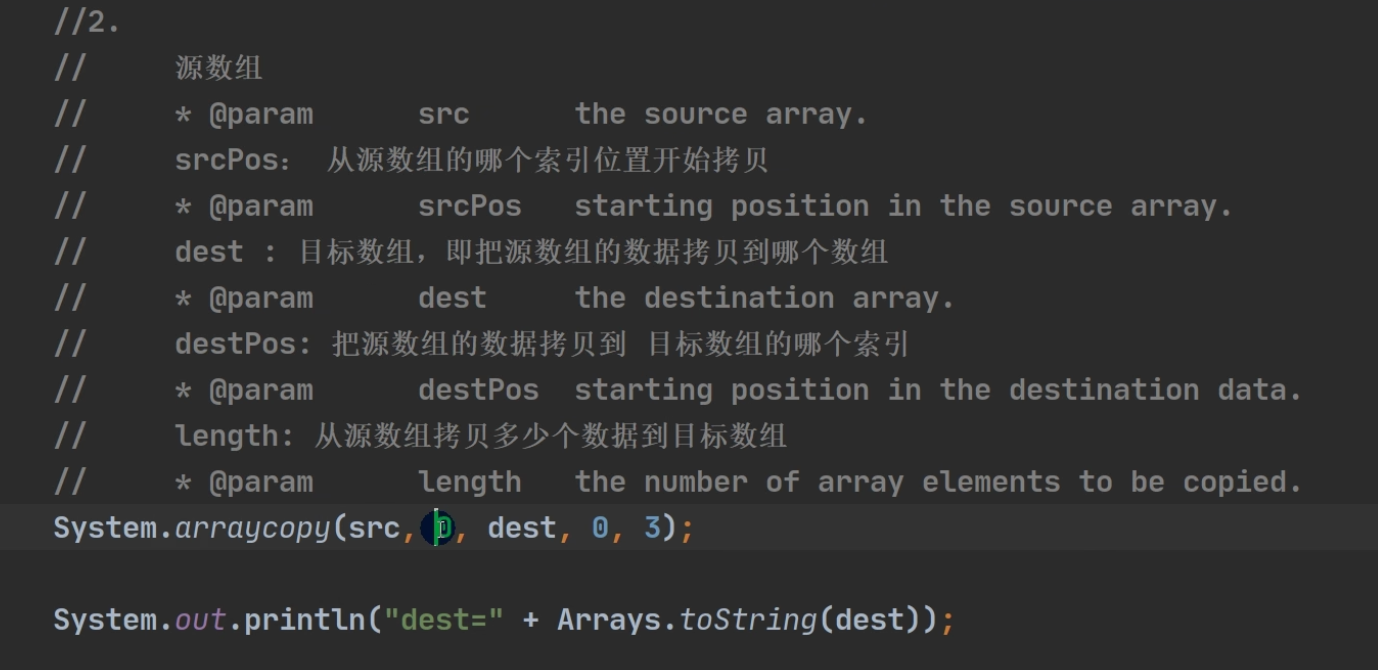 //2.
// 源数组
// * @param src the source array.
// srcPos： 从源数组的哪个索引位置开始拷贝
// * @param srcPos starting position in the source array.
// dest : 目标数组，即把源数组的数据拷贝到哪个数组
// * @param dest the destination array.
// destPos: 把源数组的数据拷贝到 目标数组的哪个索引
// * @param destPos starting position in the destination data.
// length: 从源数组拷贝多少个数据到目标数组
// * @param length the number of array elements to be copied.
System.arraycopy(src, 0, dest, 0, 3);
System.out.println("dest=" + Arrays.toString(dest));